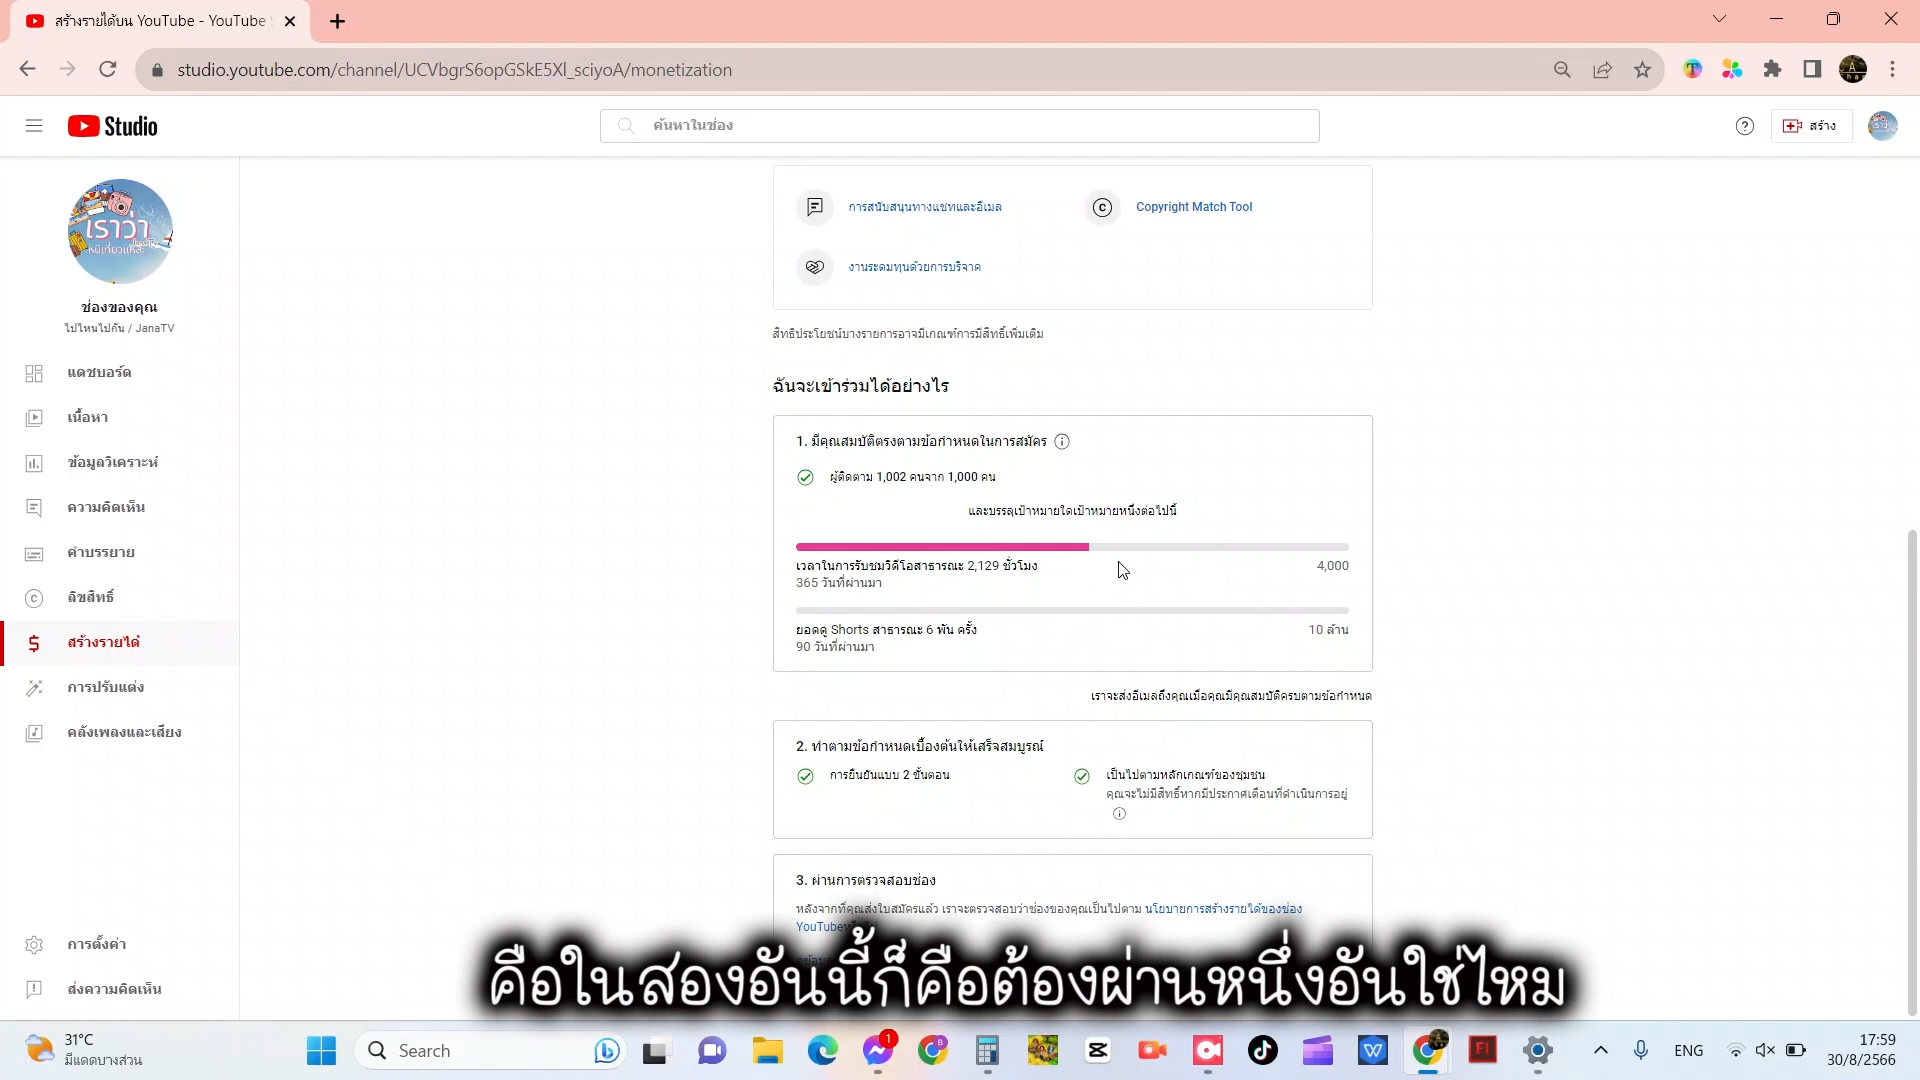 สร้างรายได้บน YouTube - YouTube
studio.youtube.com/channel/UCVbgrS6opGSkE5Xl_sciyoA/monetization
Studio
ค้นหาในช่อง
สร้าง
เราว่า
หนีเที่ยวแหล่ะ
ช่องของคุณ
ไปไหนไปกัน / JanaTV
แดชบอร์ด
เนื้อหา
ข้อมูลวิเคราะห์
ความคิดเห็น
คำบรรยาย
ลิขสิทธิ์
สร้างรายได้
การปรับแต่ง
คลังเพลงและเสียง
การตั้งค่า
ส่งความคิดเห็น
การสนับสนุนทางแชทและอีเมล
Copyright Match Tool
งานระดมทุนด้วยการบริจาค
สิทธิประโยชน์บางรายการอาจมีเกณฑ์การมีสิทธิ์เพิ่มเติม
ฉันจะเข้าร่วมได้อย่างไร
1. มีคุณสมบัติตรงตามข้อกำหนดในการสมัคร
ผู้ติดตาม 1,002 คนจาก 1,000 คน
และบรรลุเป้าหมายใดเป้าหมายหนึ่งต่อไปนี้
เวลาในการรับชมวิดีโอสาธารณะ 2,129 ชั่วโมง 4,000
365 วันที่ผ่านมา
ยอดดู Shorts สาธารณะ 6 พัน ครั้ง 10 ล้าน
90 วันที่ผ่านมา
เราจะส่งอีเมลถึงคุณเมื่อคุณมีคุณสมบัติครบตามข้อกำหนด
2. ทำตามข้อกำหนดเบื้องต้นให้เสร็จสมบูรณ์
การยืนยันแบบ 2 ขั้นตอน
เป็นไปตามหลักเกณฑ์ของชุมชน
คุณจะไม่มีสิทธิ์หากมีประกาศเตือนที่ดำเนินการอยู่
3. ผ่านการตรวจสอบช่อง
หลังจากที่คุณส่งใบสมัครแล้ว เราจะตรวจสอบว่าช่องของคุณเป็นไปตาม นโยบายการสร้างรายได้ของช่อง
YouTube
คือในสองอันนี้ก็คือต้องผ่านหนึ่งอันใช่ไหม
31°C
มีแดดบางส่วน
Search
1
ENG
17:59
30/8/2566